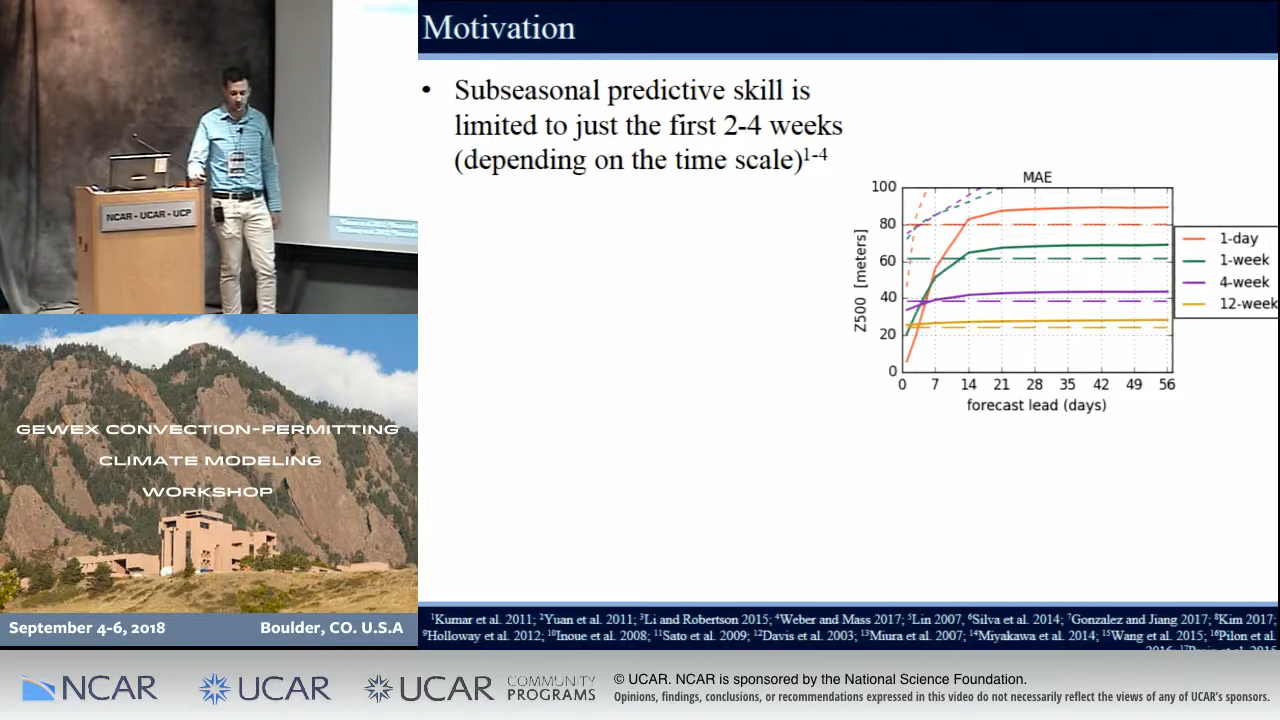 Motivation
• Subseasonal predictive skill is
limited to just the first 2-4 weeks
(depending on the time scale)1-4
MAE
100
80
60
40
20
0
Z500 [meters]
0 7 14 21 28 35 42 49 56
forecast lead (days)
1-day
1-week
4-week
12-week
NCAR - UCAR - UCP
GEWEX CONVECTION-PERMITTING
CLIMATE MODELING
WORKSHOP
September 4-6, 2018 Boulder, CO. U.S.A
1Kumar et al. 2011; 2Yuan et al. 2011; 3Li and Robertson 2015; 4Weber and Mass 2017; 5Lin 2007, 6Silva et al. 2014; 7Gonzalez and Jiang 2017; 8Kim 2017;
9Holloway et al. 2012; 10Inoue et al. 2008; 11Sato et al. 2009; 12Davis et al. 2003; 13Miura et al. 2007; 14Miyakawa et al. 2014; 15Wang et al. 2015; 16Pilon et al.
NCAR
UCAR
UCAR
COMMUNITY
PROGRAMS
© UCAR. NCAR is sponsored by the National Science Foundation.
Opinions, findings, conclusions, or recommendations expressed in this video do not necessarily reflect the views of any of UCAR's sponsors.